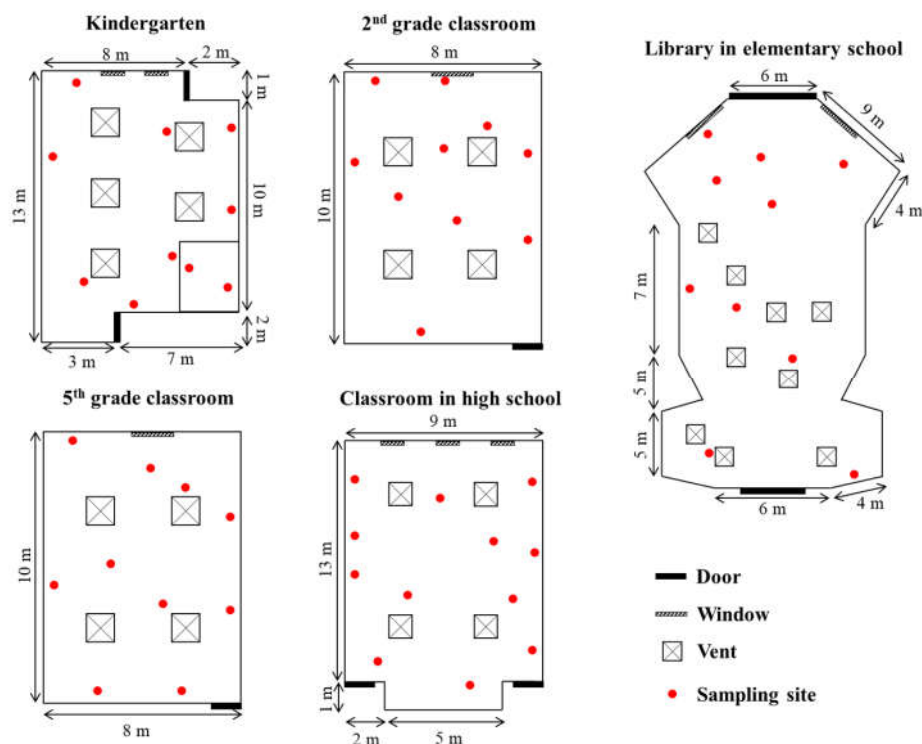 Kindergarten
8 m
2 m
1 m
13 m
10 m
2 m
3 m
7 m
2nd grade classroom
8 m
10 m
Library in elementary school
6 m
9 m
4 m
7 m
5 m
5 m
6 m
4 m
5th grade classroom
10 m
8 m
Classroom in high school
9 m
13 m
1 m
2 m
5 m
Door
Window
Vent
Sampling site